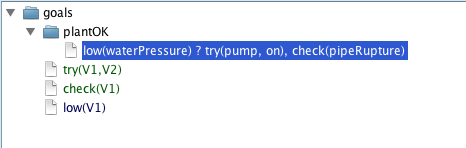 goals
plantOK
low(waterPressure) ? try(pump, on), check(pipeRupture)
try(V1,V2)
check(V1)
low(V1)